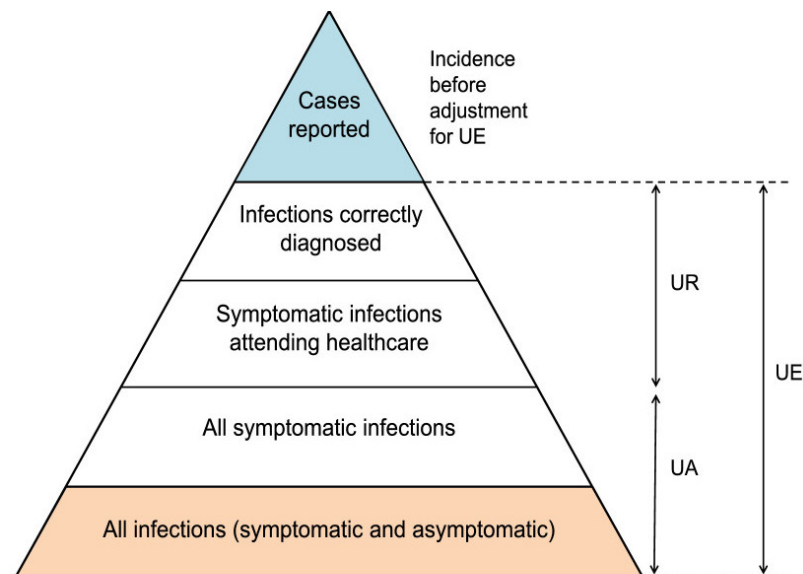 Cases
reported
Incidence
before
adjustment
for UE
Infections correctly
diagnosed
UR
Symptomatic infections
attending healthcare
UE
All symptomatic infections
UA
All infections (symptomatic and asymptomatic)